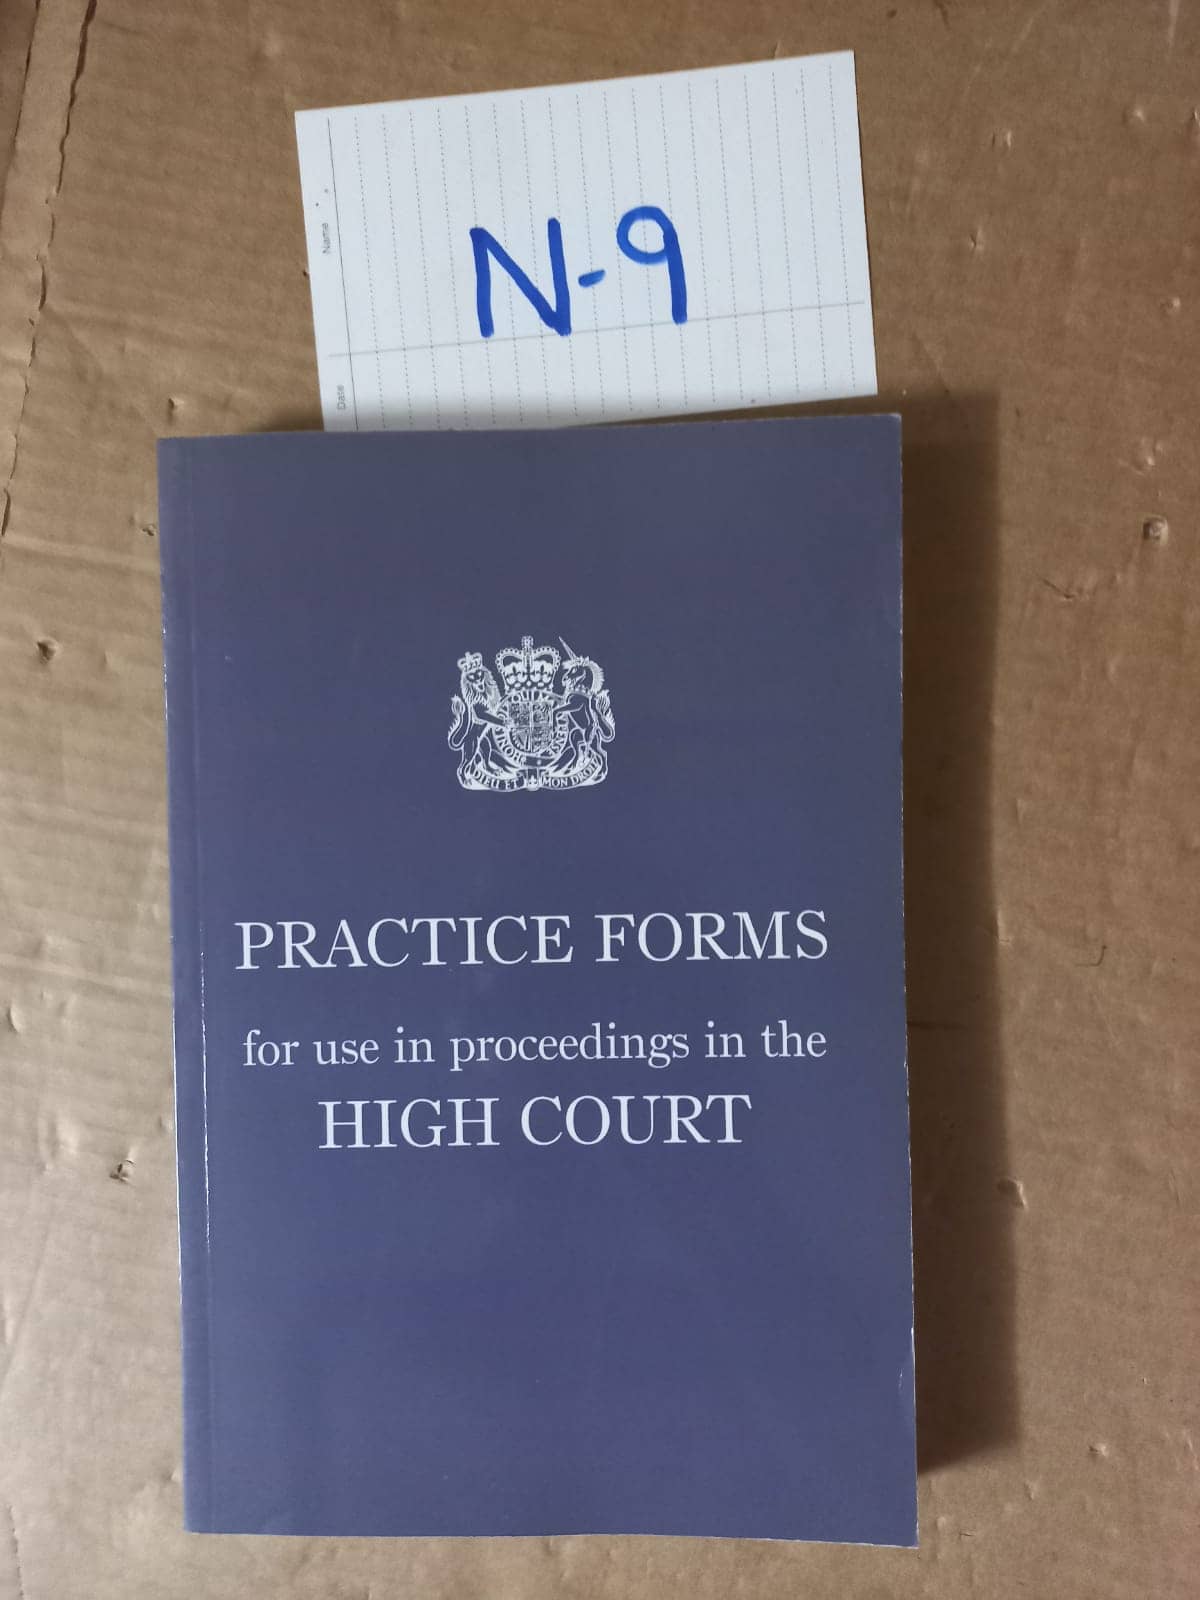 Name
Date
N-9
DIEU ET MON DROIT
PRACTICE FORMS
for use in proceedings in the
HIGH COURT